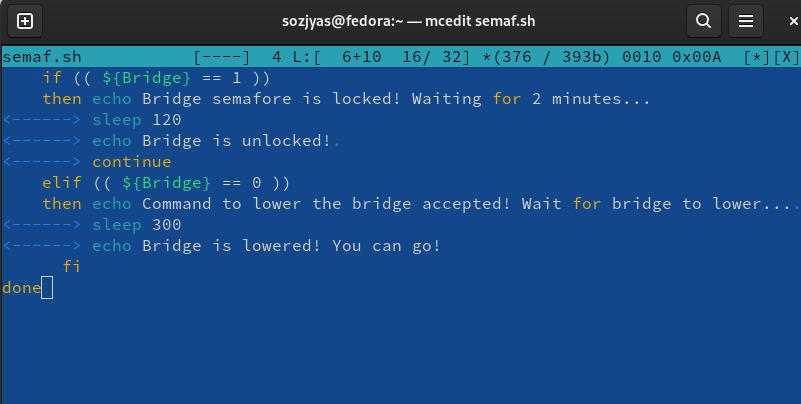 sozjyas@fedora:~ — mcedit semaf.sh
semaf.sh [----] 4 L:[ 6+10 16/ 32] *(376 / 393b) 0010 0x00A [*][X]
if (( ${Bridge} == 1 ))
then echo Bridge semafore is locked! Waiting for 2 minutes...
<------> sleep 120
<------> echo Bridge is unlocked!.
<------> continue
elif (( ${Bridge} == 0 ))
then echo Command to lower the bridge accepted! Wait for bridge to lower....
<------> sleep 300
<------> echo Bridge is lowered! You can go!
fi
done